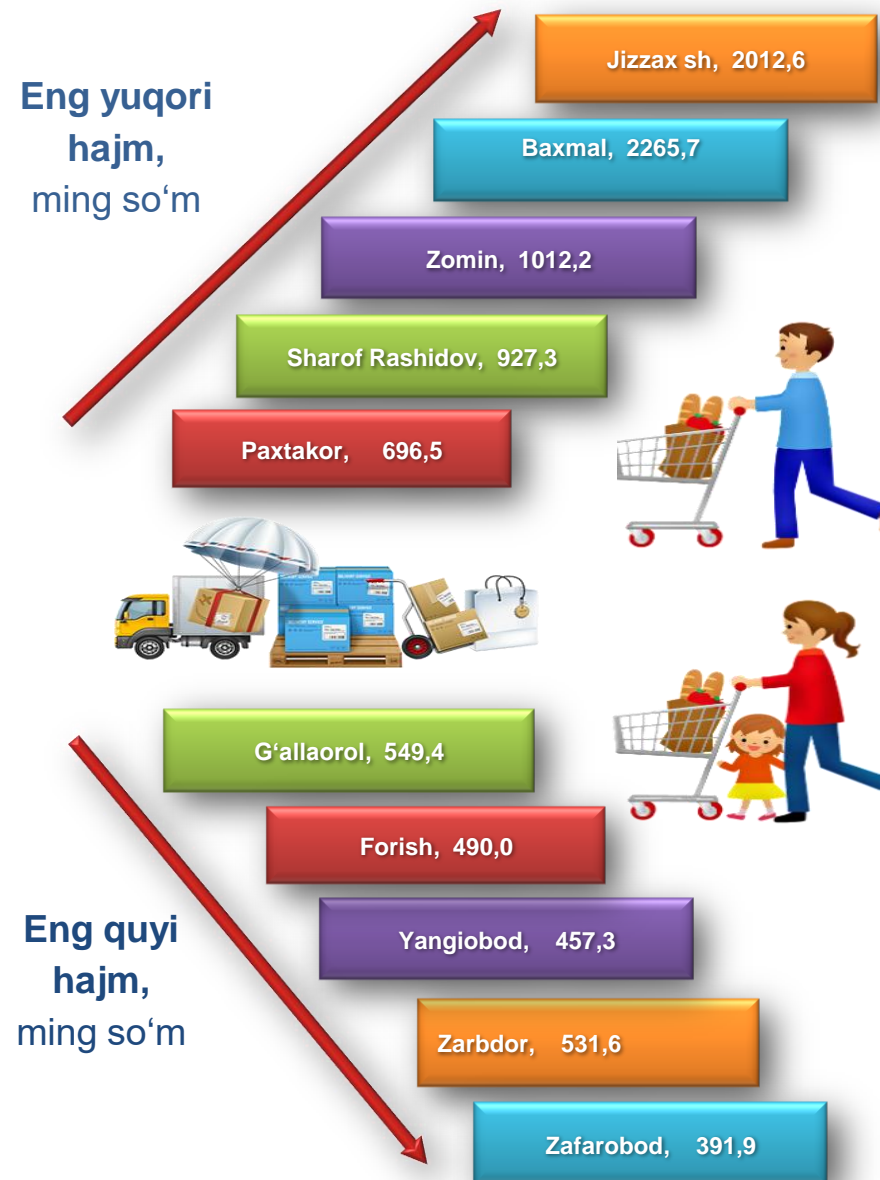 Eng yuqori
hajm,
ming so‘m
Jizzax sh, 2012,6
Baxmal, 2265,7
Zomin, 1012,2
Sharof Rashidov, 927,3
Paxtakor, 696,5
G‘allaorol, 549,4
Forish, 490,0
Yangiobod, 457,3
Zarbdor, 531,6
Zafarobod, 391,9
Eng quyi
hajm,
ming so‘m